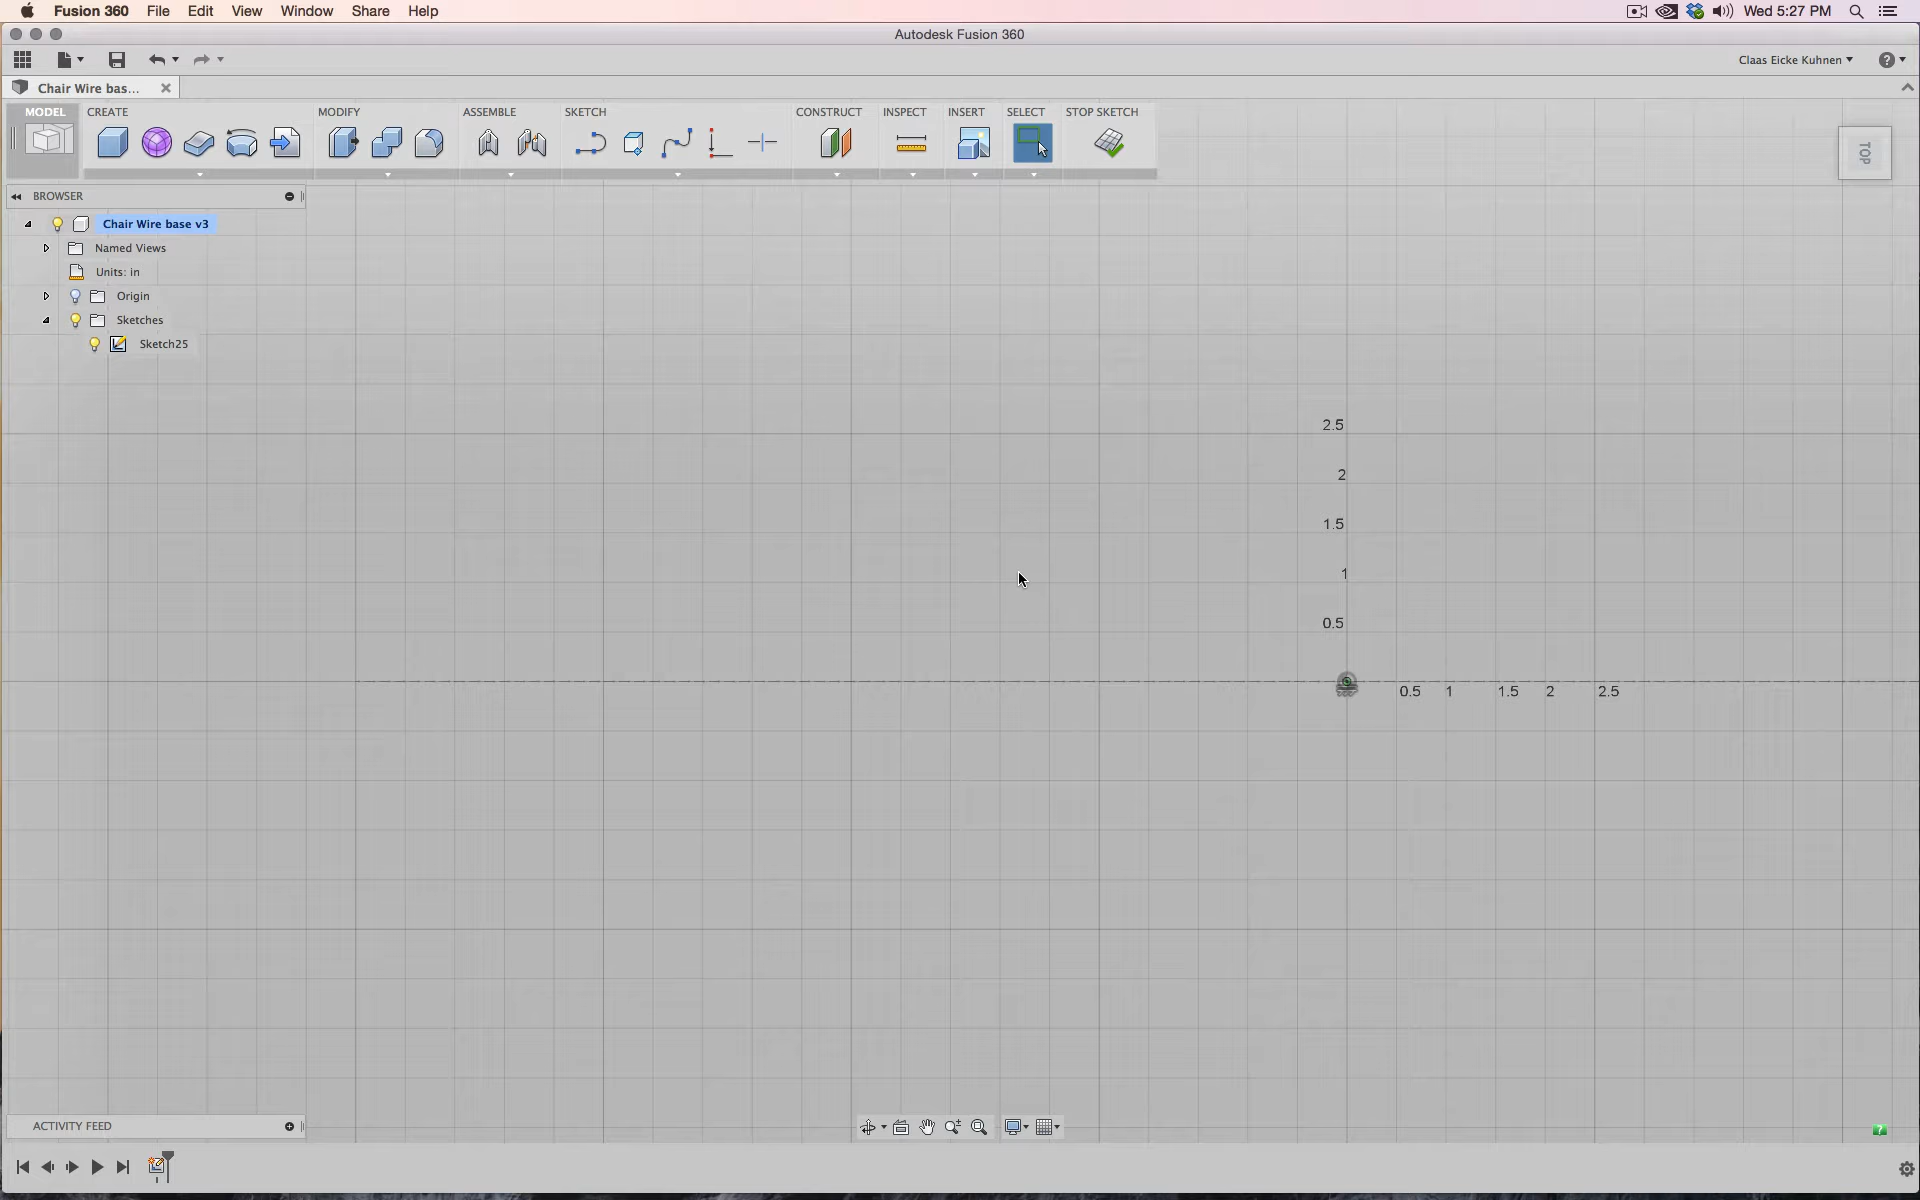 Fusion 360 File Edit View Window Share Help Wed 5:27 PM
Autodesk Fusion 360
Claas Eicke Kuhnen
Chair Wire bas...
MODEL CREATE MODIFY ASSEMBLE SKETCH CONSTRUCT INSPECT INSERT SELECT STOP SKETCH
TOP
BROWSER
Chair Wire base v3
Named Views
Units: in
Origin
Sketches
Sketch25
2.5
2
1.5
1
0.5
0.5 1 1.5 2 2.5
ACTIVITY FEED